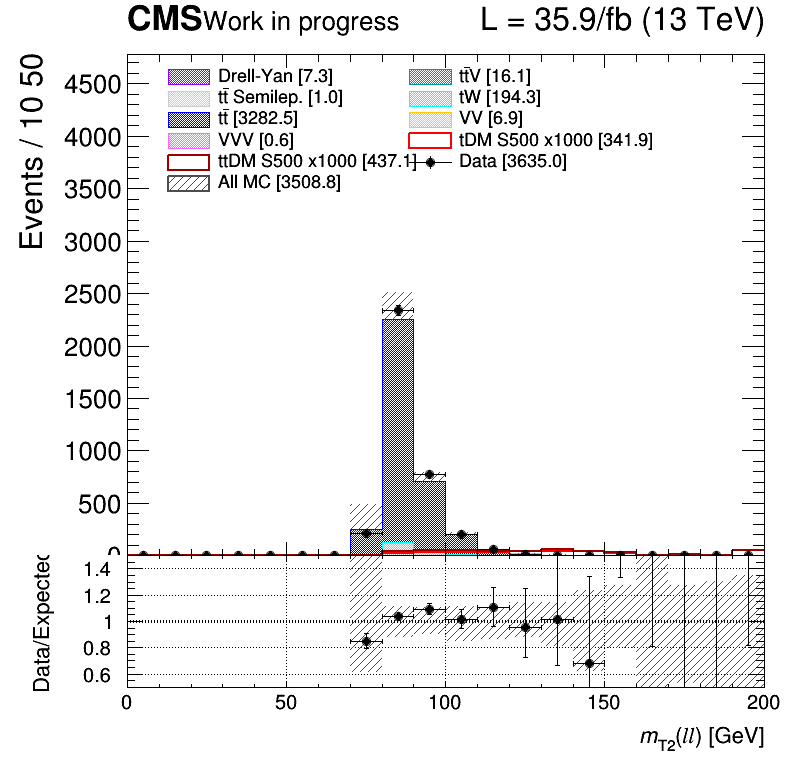 CMS Work in progress L = 35.9/fb (13 TeV)
Events / 10 50
4500
4000
3500
3000
2500
2000
1500
1000
500
0
Drell-Yan [7.3]
tt̄ Semilep. [1.0]
tt̄ [3282.5]
VVV [0.6]
ttDM S500 x1000 [437.1]
All MC [3508.8]
tt̄V [16.1]
tW [194.3]
VV [6.9]
tDM S500 x1000 [341.9]
Data [3635.0]
Data/Expected
1.4
1.2
1
0.8
0.6
0 50 100 150 200
m_T2(ll) [GeV]